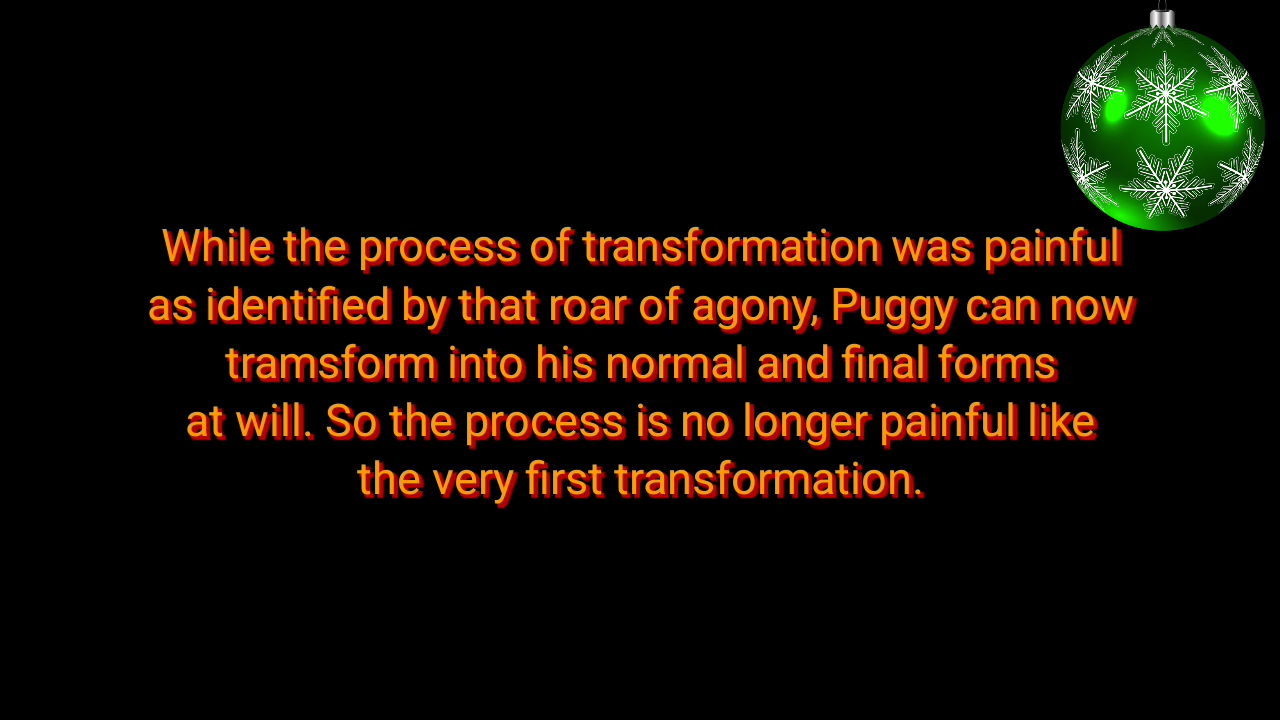 While the process of transformation was painful
as identified by that roar of agony, Puggy can now
tramsform into his normal and final forms
at will. So the process is no longer painful like
the very first transformation.